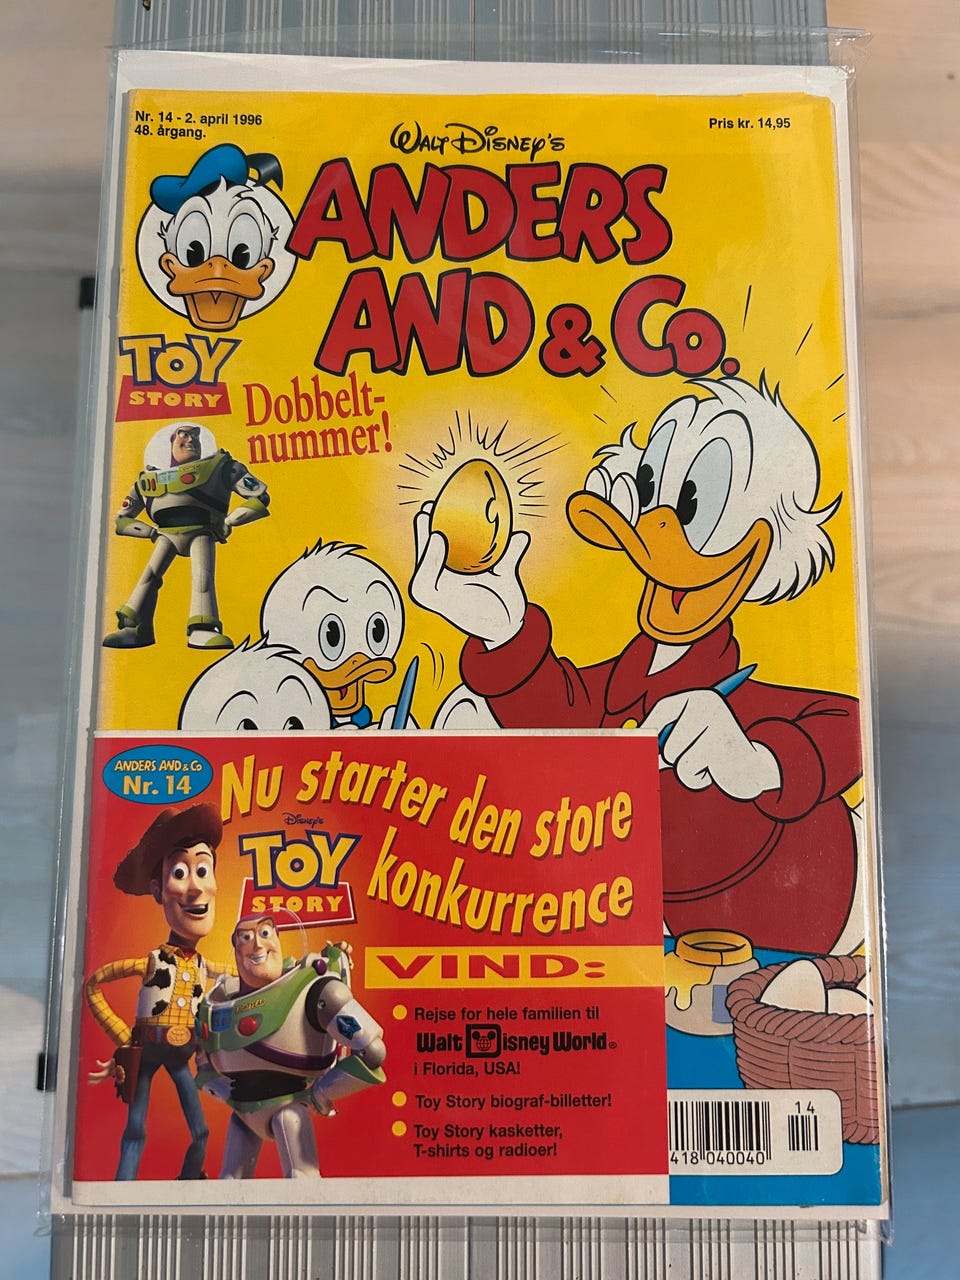 Nr. 14 - 2. april 1996
48. årgang.
Pris kr. 14,95
WALT DISNEY'S
ANDERS
AND & Co.
TOY
STORY
Dobbelt-
nummer!
ANDERS AND & Co
Nr. 14
Nu starter den store
konkurrence
DISNEY'S
TOY
STORY
VIND:
Rejse for hele familien til
Walt Disney World®
i Florida, USA!
Toy Story biograf-billetter!
Toy Story kasketter,
T-shirts og radioer!
LIGHTYEAR
14
418 040040